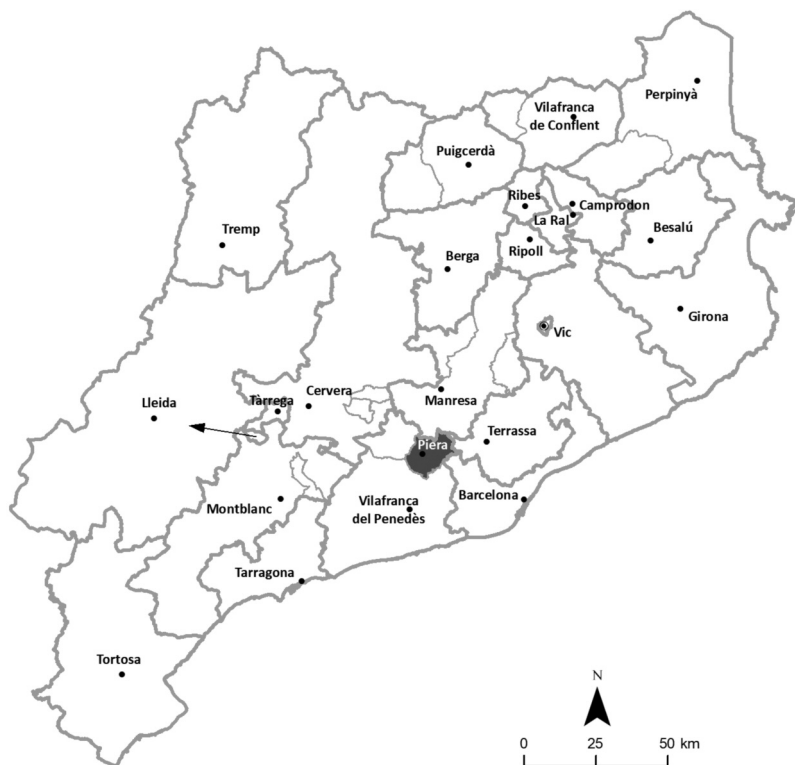 Perpinyà
Vilafranca
de Conflent
Puigcerdà
Ribes
Camprodon
La Ral
Tremp
Besalú
Ripoll
Berga
Girona
Vic
Cervera
Manresa
Lleida
Tàrrega
Terrassa
Piera
Montblanc
Barcelona
Vilafranca
del Penedès
Tarragona
Tortosa
N
0 25 50 km